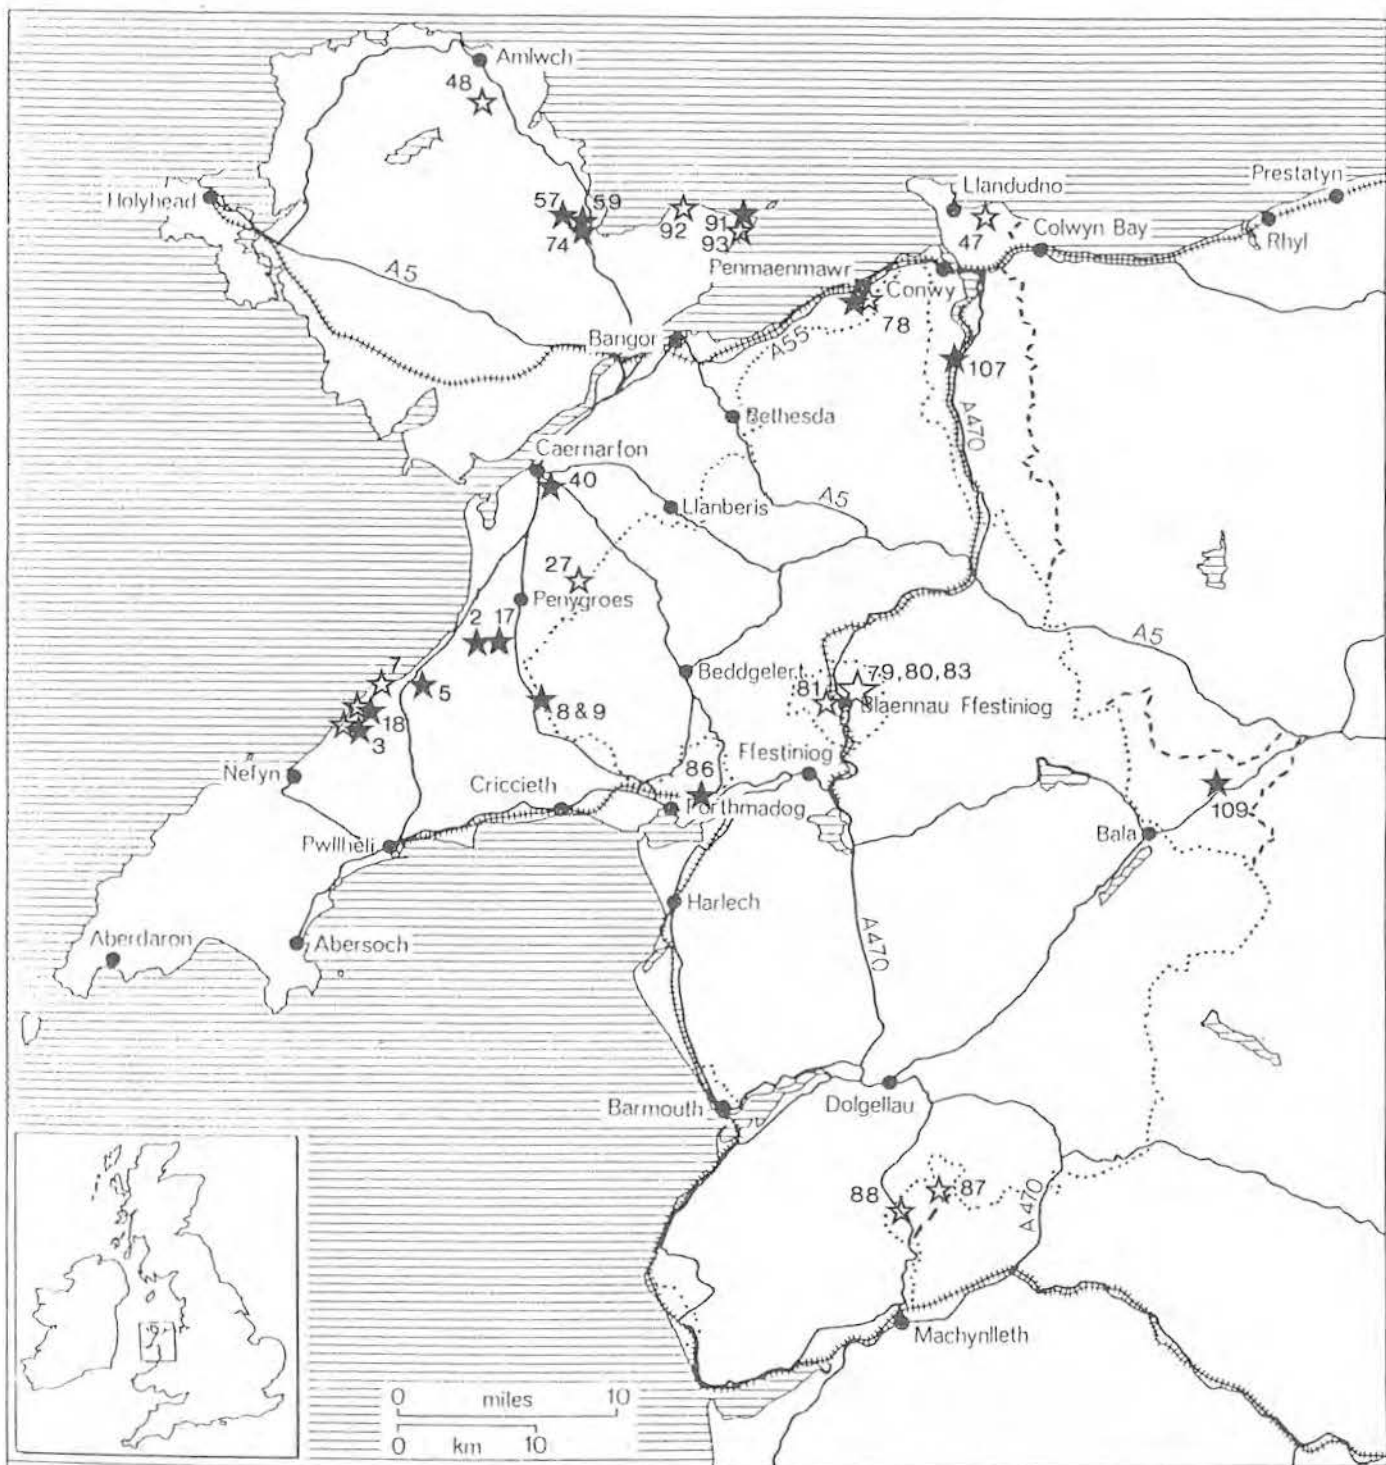 Amlwch
48
Holyhead
57
59
74
92
91
93
Llandudno
47
Prestatyn
Rhyl
Colwyn Bay
A5
Penmaenmawr
Conwy
78
Bangor
A55
107
Bethesda
A470
Caernarfon
40
Llanberis
A5
27
Penygroes
2
17
7
5
18
3
8 & 9
Beddgelert
A5
79,80,83
81
Blaennau Ffestiniog
Nefyn
Criccieth
86
Ffestiniog
Porthmadog
109
Bala
Pwllheli
Harlech
Aberdaron
Abersoch
A470
Barmouth
Dolgellau
88
87
A470
Machynlleth
0 miles 10
0 km 10